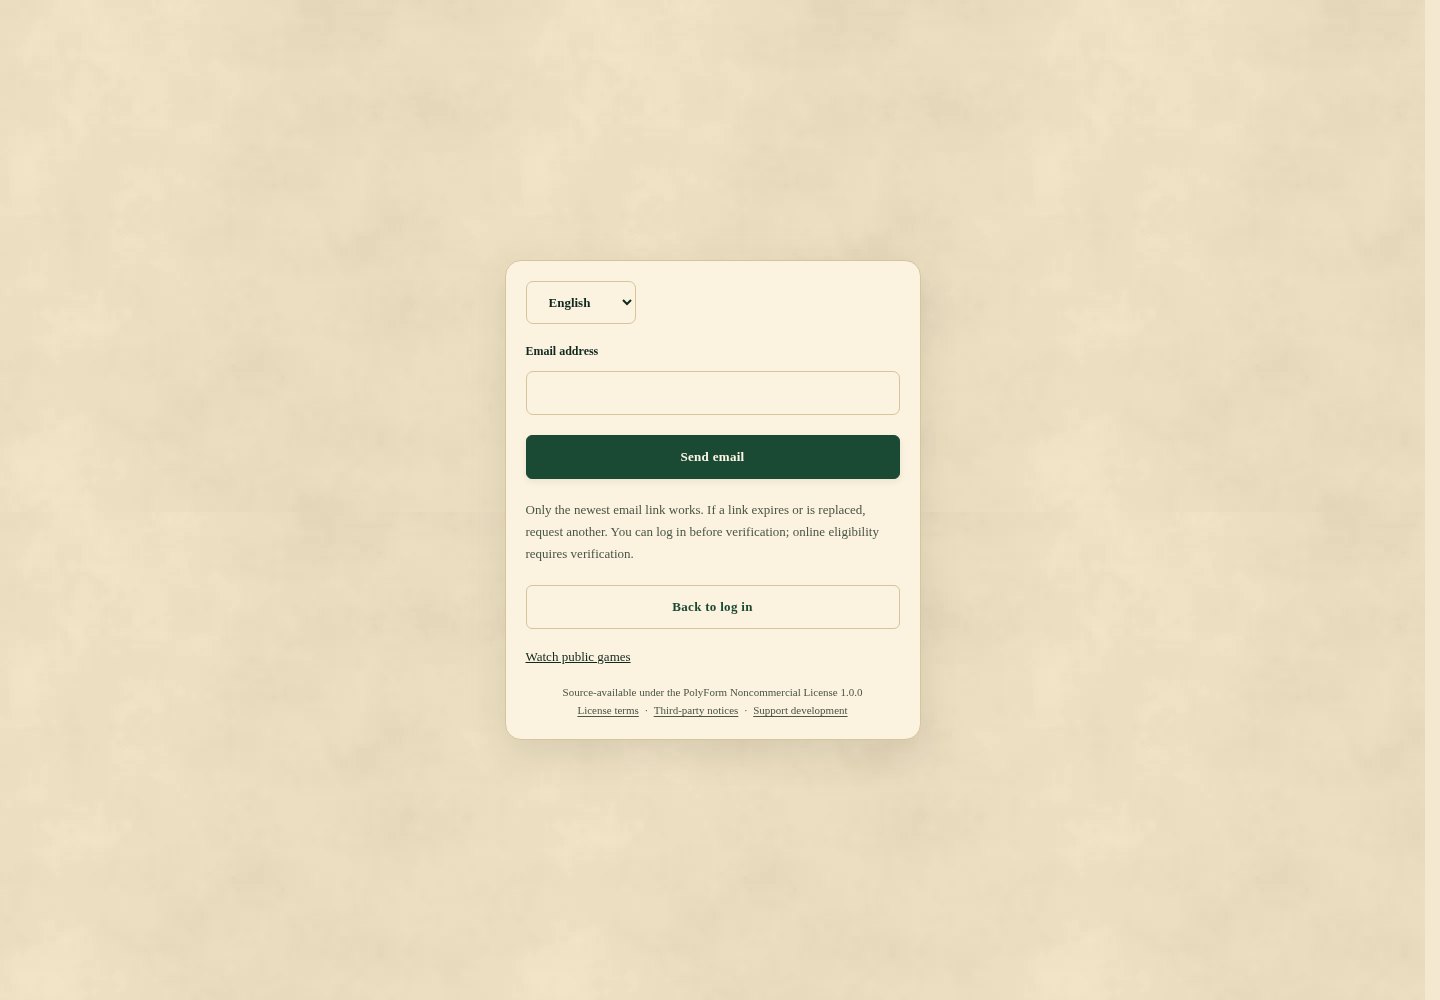 English
Email address
Send email
Only the newest email link works. If a link expires or is replaced,
request another. You can log in before verification; online eligibility
requires verification.
Back to log in
Watch public games
Source-available under the PolyForm Noncommercial License 1.0.0
License terms · Third-party notices · Support development